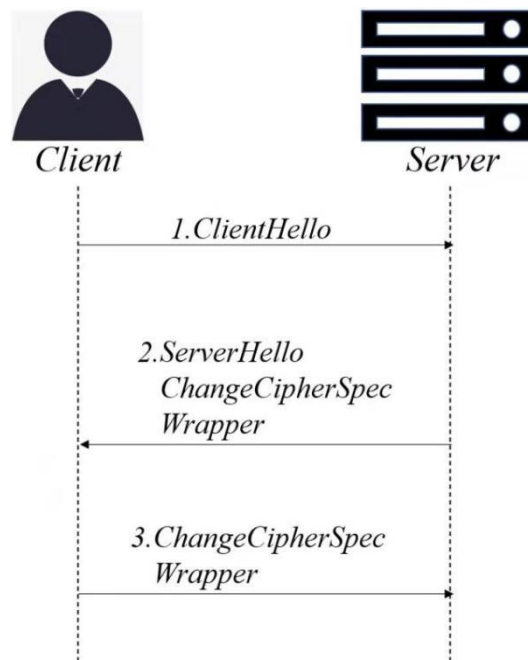 Client
Server
1.ClientHello
2.ServerHello
ChangeCipherSpec
Wrapper
3.ChangeCipherSpec
Wrapper